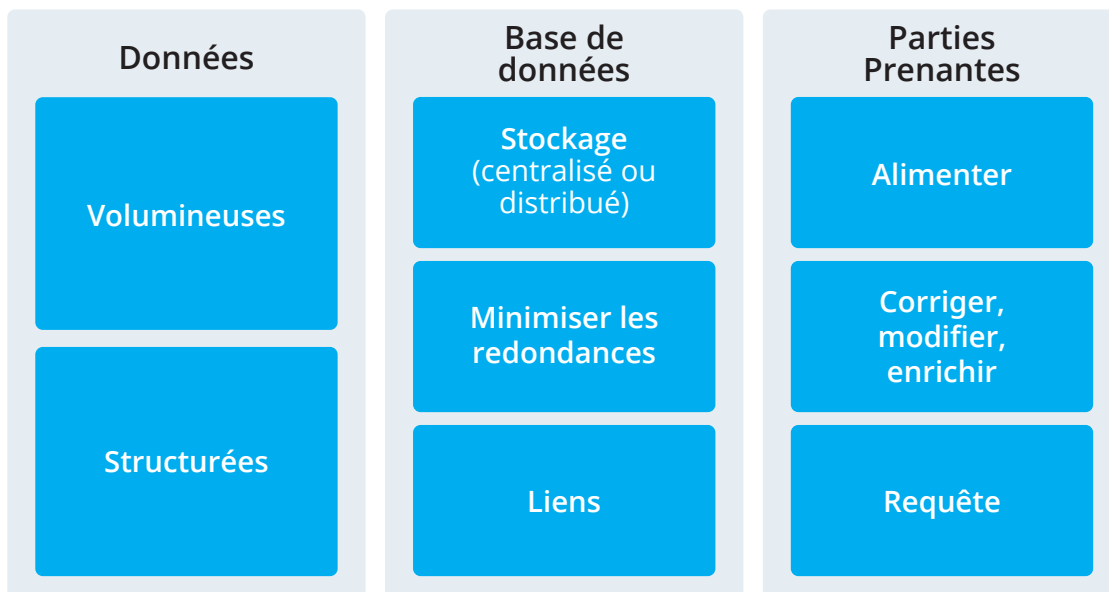 Données
Volumineuses
Structurées
Base de
données
Stockage
(centralisé ou
distribué)
Minimiser les
redondances
Liens
Parties
Prenantes
Alimenter
Corriger,
modifier,
enrichir
Requête